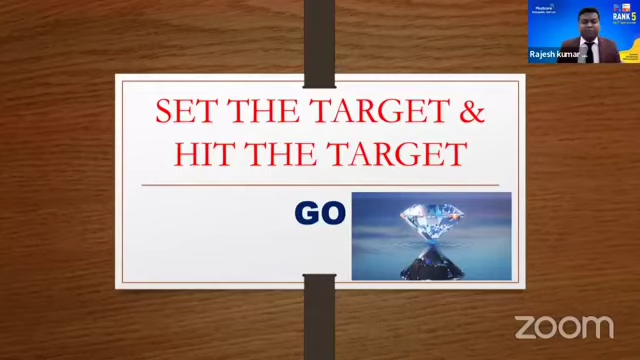 SET THE TARGET &
HIT THE TARGET
GO
RANK 5
Rajesh kumar
zoom